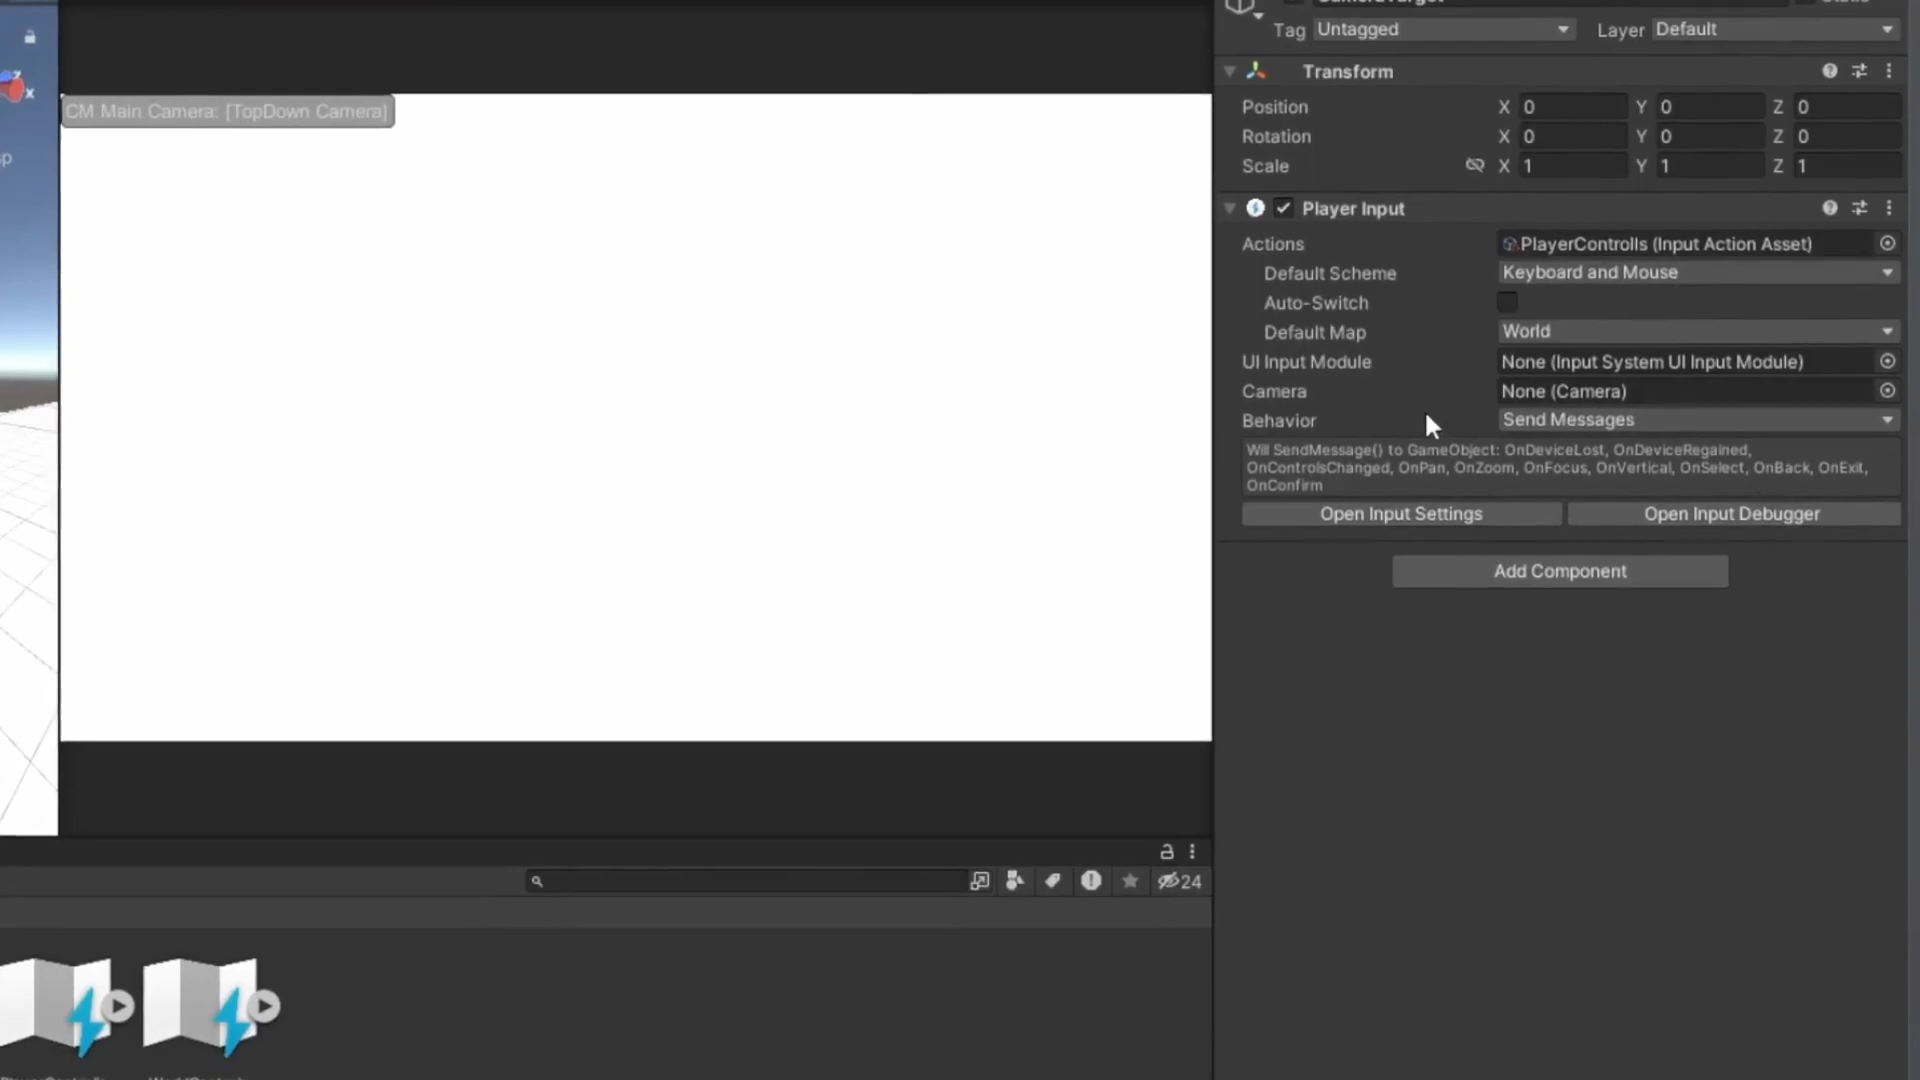 CM Main Camera: [TopDown Camera]
Tag Untagged Layer Default
Transform
Position X 0 Y 0 Z 0
Rotation X 0 Y 0 Z 0
Scale X 1 Y 1 Z 1
Player Input
Actions PlayerControlls (Input Action Asset)
Default Scheme Keyboard and Mouse
Auto-Switch
Default Map World
UI Input Module None (Input System UI Input Module)
Camera None (Camera)
Behavior Send Messages
Will SendMessage() to GameObject: OnDeviceLost, OnDeviceRegained,
OnControlsChanged, OnPan, OnZoom, OnFocus, OnVertical, OnSelect, OnBack, OnExit,
OnConfirm
Open Input Settings Open Input Debugger
Add Component
z
x
24